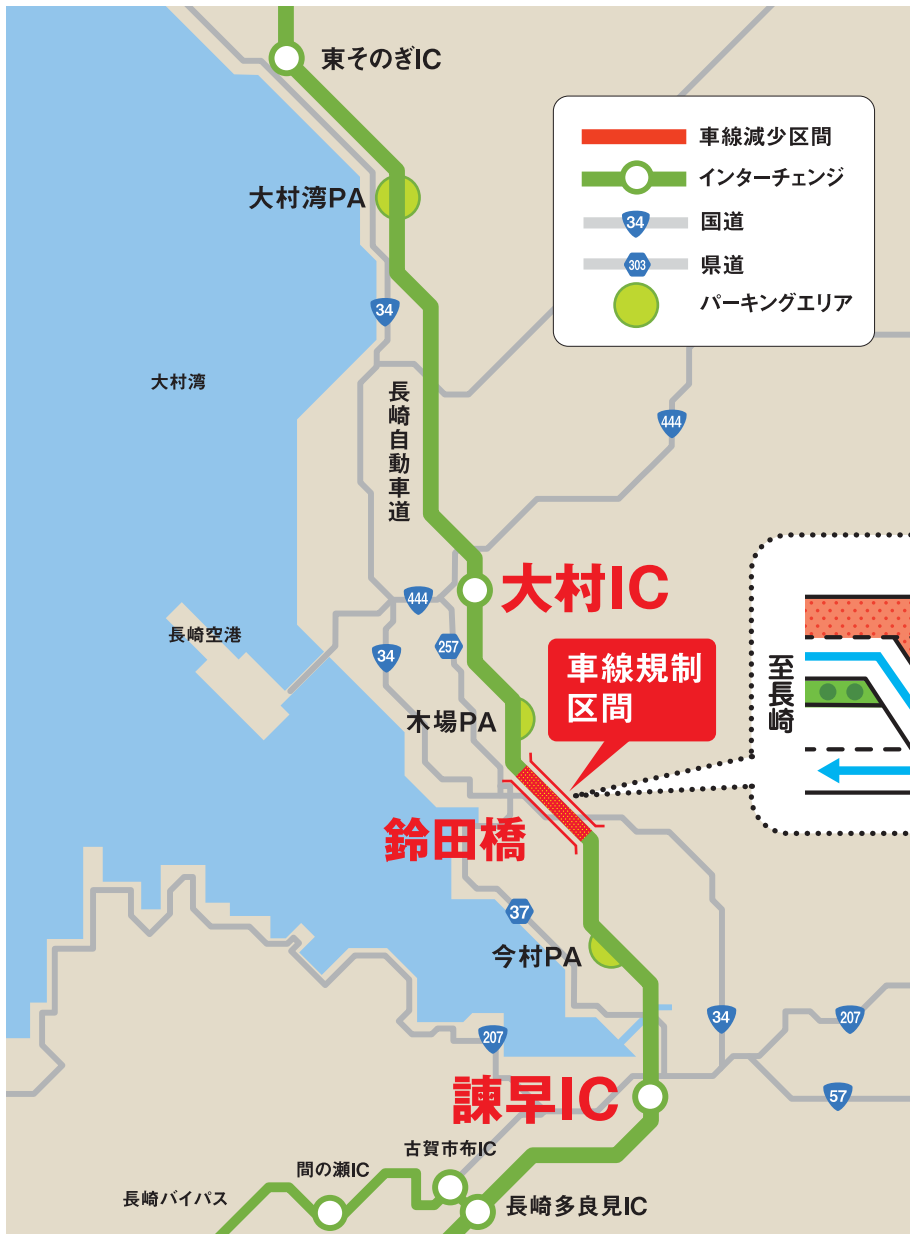 東そのぎIC
車線減少区間
インターチェンジ
34
国道
303
県道
パーキングエリア
大村湾PA
34
大村湾
長崎自動車道
444
大村IC
444
257
34
長崎空港
車線規制
区間
至長崎
木場PA
鈴田橋
37
今村PA
34
207
207
57
諫早IC
古賀市布IC
間の瀬IC
長崎バイパス
長崎多良見IC